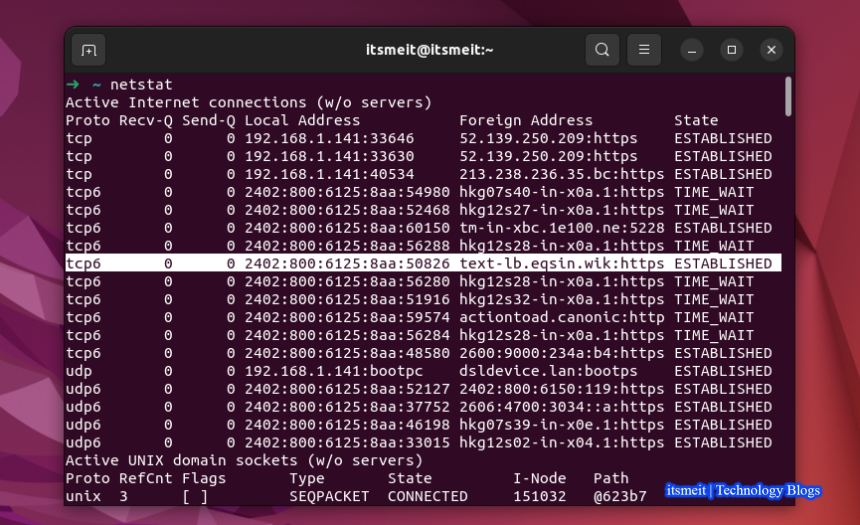 itsmeit@itsmeit:~
➜ ~ netstat
Active Internet connections (w/o servers)
Proto Recv-Q Send-Q Local Address Foreign Address State
tcp 0 0 192.168.1.141:33646 52.139.250.209:https ESTABLISHED
tcp 0 0 192.168.1.141:33630 52.139.250.209:https ESTABLISHED
tcp 0 0 192.168.1.141:40534 213.238.236.35.bc:https ESTABLISHED
tcp6 0 0 2402:800:6125:8aa:54980 hkg07s40-in-x0a.1:https TIME_WAIT
tcp6 0 0 2402:800:6125:8aa:52468 hkg12s27-in-x0a.1:https TIME_WAIT
tcp6 0 0 2402:800:6125:8aa:60150 tm-in-xbc.1e100.ne:5228 ESTABLISHED
tcp6 0 0 2402:800:6125:8aa:56288 hkg12s28-in-x0a.1:https TIME_WAIT
tcp6 0 0 2402:800:6125:8aa:50826 text-lb.eqsin.wik:https ESTABLISHED
tcp6 0 0 2402:800:6125:8aa:56280 hkg12s28-in-x0a.1:https TIME_WAIT
tcp6 0 0 2402:800:6125:8aa:51916 hkg12s32-in-x0a.1:https TIME_WAIT
tcp6 0 0 2402:800:6125:8aa:59574 actiontoad.canonic:http TIME_WAIT
tcp6 0 0 2402:800:6125:8aa:56284 hkg12s28-in-x0a.1:https TIME_WAIT
tcp6 0 0 2402:800:6125:8aa:48580 2600:9000:234a:b4:https ESTABLISHED
udp 0 0 192.168.1.141:bootpc dsldevice.lan:bootps ESTABLISHED
udp6 0 0 2402:800:6125:8aa:52127 2402:800:6150:119:https ESTABLISHED
udp6 0 0 2402:800:6125:8aa:37752 2606:4700:3034::a:https ESTABLISHED
udp6 0 0 2402:800:6125:8aa:46198 hkg07s39-in-x0e.1:https ESTABLISHED
udp6 0 0 2402:800:6125:8aa:33015 hkg12s02-in-x04.1:https ESTABLISHED
Active UNIX domain sockets (w/o servers)
Proto RefCnt Flags Type State I-Node Path
unix 3 [ ] SEQPACKET CONNECTED 151032 @623b7
itsmeit | Technology Blogs